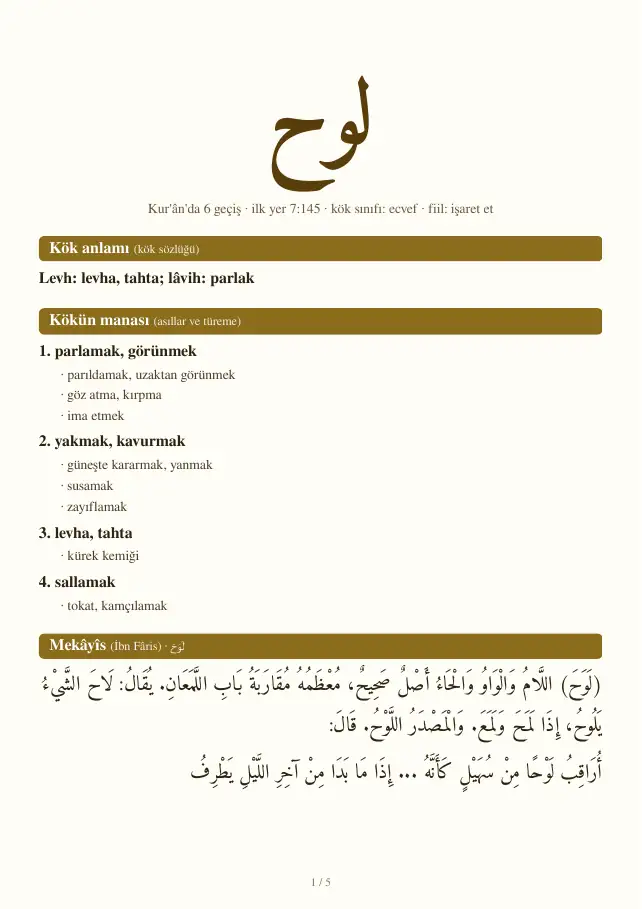 لوح
Kur'ân'da 6 geçiş · ilk yer 7:145 · kök sınıfı: ecvef · fiil: işaret et
Kök anlamı (kök sözlüğü)
Levh: levha, tahta; lâvih: parlak
Kökün manası (asıllar ve türeme)
1. parlamak, görünmek
· parıldamak, uzaktan görünmek
· göz atma, kırpma
· ima etmek
2. yakmak, kavurmak
· güneşte kararmak, yanmak
· susamak
· zayıflamak
3. levha, tahta
· kürek kemiği
4. sallamak
· tokat, kamçılamak
Mekâyîs (İbn Fâris) · لَوَحَ
(لَوَحَ) اللَّامُ وَالْوَاوُ وَالْحَاءُ أَصْلٌ صَحِيحٌ، مُعْظَمُهُ مُقَارَبَةُ بَابِ اللَّمَعَانِ. يُقَالُ: لَاحَ الشَّيْءُ
يَلُوحُ، إِذَا لَمَحَ وَلَمَعَ. وَالْمَصْدَرُ اللَّوْحُ. قَالَ:
أُرَاقِبُ لَوْحًا مِنْ سُهَيْلٍ كَأَنَّهُ ... إِذَا مَا بَدَا مِنْ آخِرِ اللَّيْلِ يَطْرِفُ
1 / 5